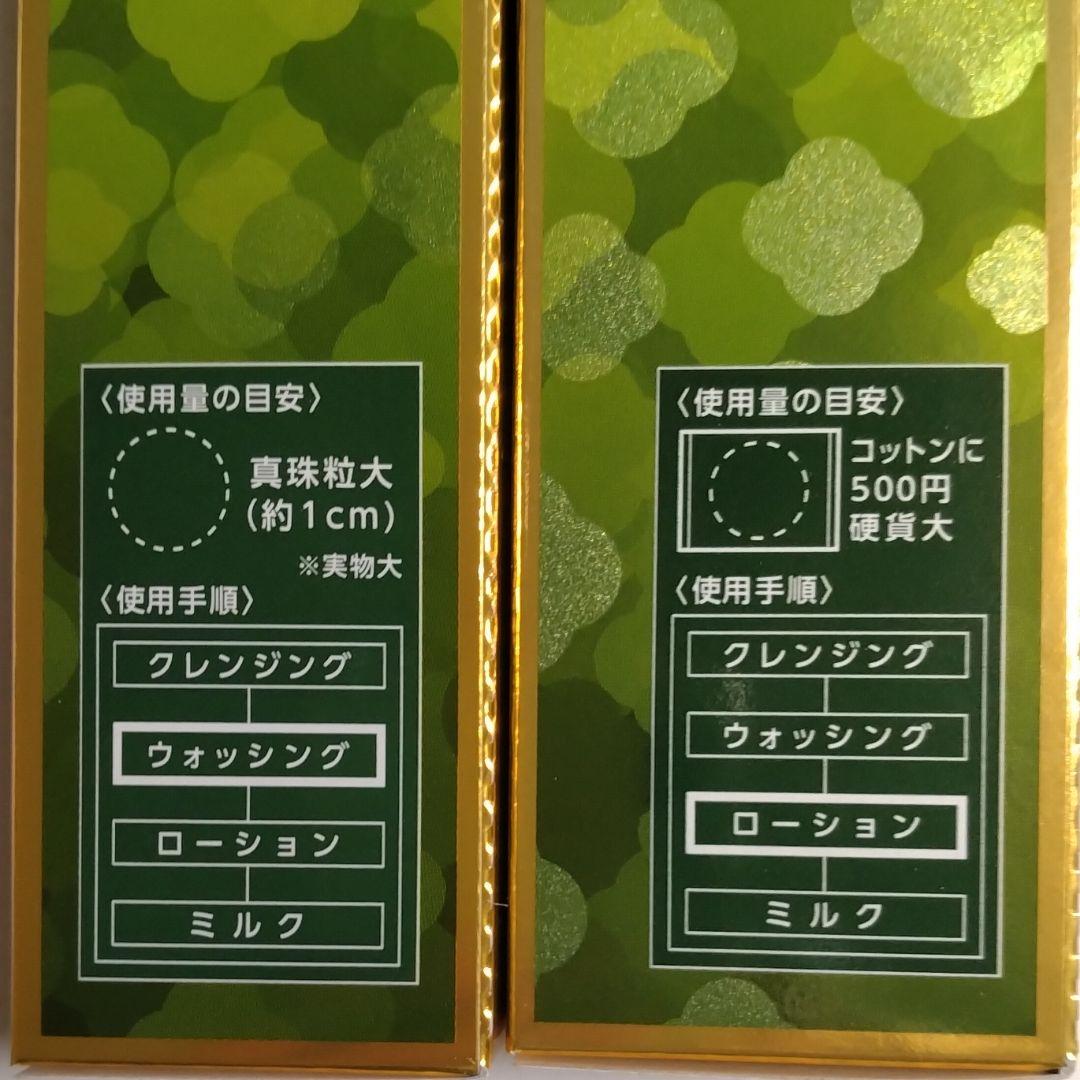 〈使用量の目安〉
真珠粒大
(約1cm)
※実物大
〈使用手順〉
クレンジング
ウォッシング
ローション
ミルク
〈使用量の目安〉
コットンに
500円
硬貨大
〈使用手順〉
クレンジング
ウォッシング
ローション
ミルク